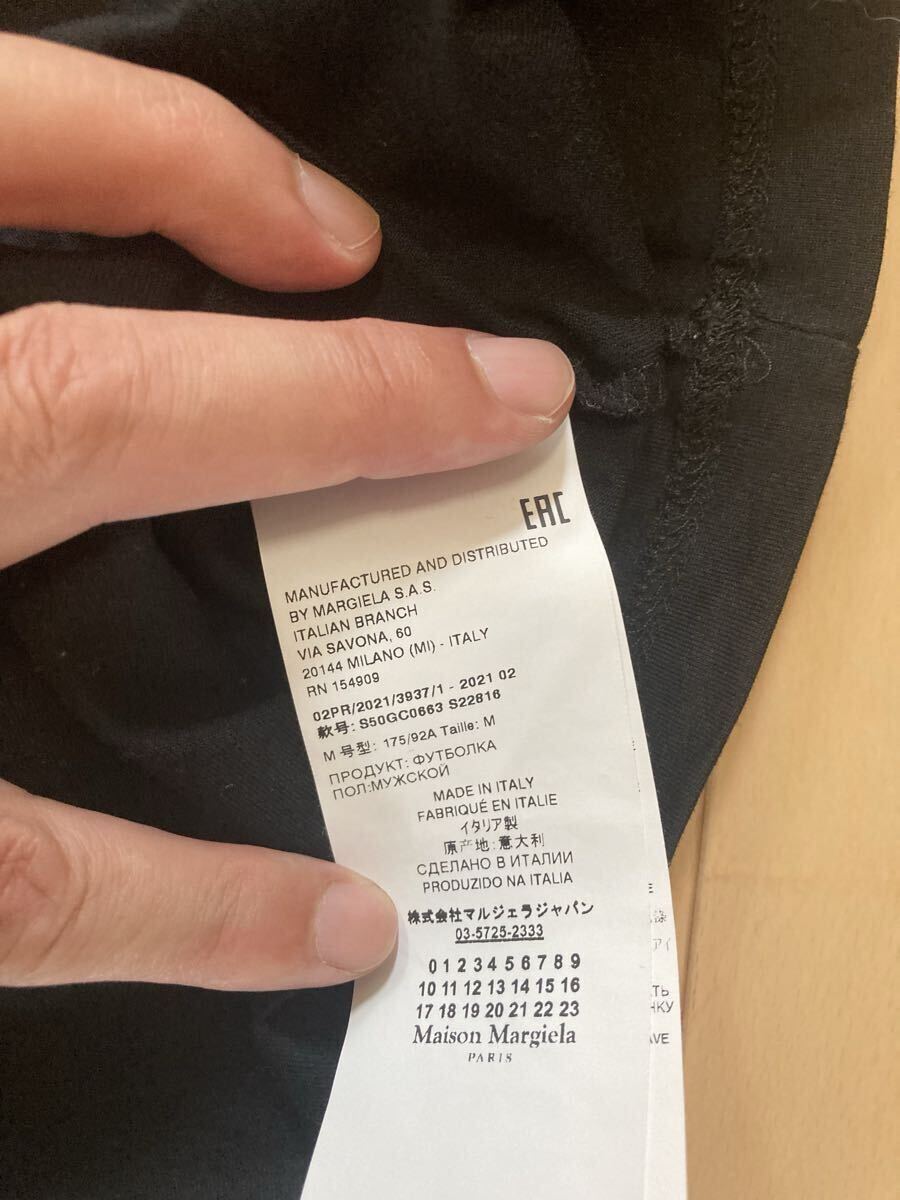 EAC
MANUFACTURED AND DISTRIBUTED
BY MARGIELA S.A.S.
ITALIAN BRANCH
VIA SAVONA, 60
20144 MILANO (MI) - ITALY
RN 154909
02PR/2021/3937/1 - 2021 02
款号: S50GC0663 S22816
M 号型: 175/92A Taille: M
ПРОДУКТ: ФУТБОЛКА
ПОЛ:МУЖСКОЙ
MADE IN ITALY
FABRIQUÉ EN ITALIE
イタリア製
原产地:意大利
СДЕЛАНО В ИТАЛИИ
PRODUZIDO NA ITALIA
株式会社マルジェラジャパン
03-5725-2333
0 1 2 3 4 5 6 7 8 9
10 11 12 13 14 15 16
17 18 19 20 21 22 23
Maison Margiela
PARIS